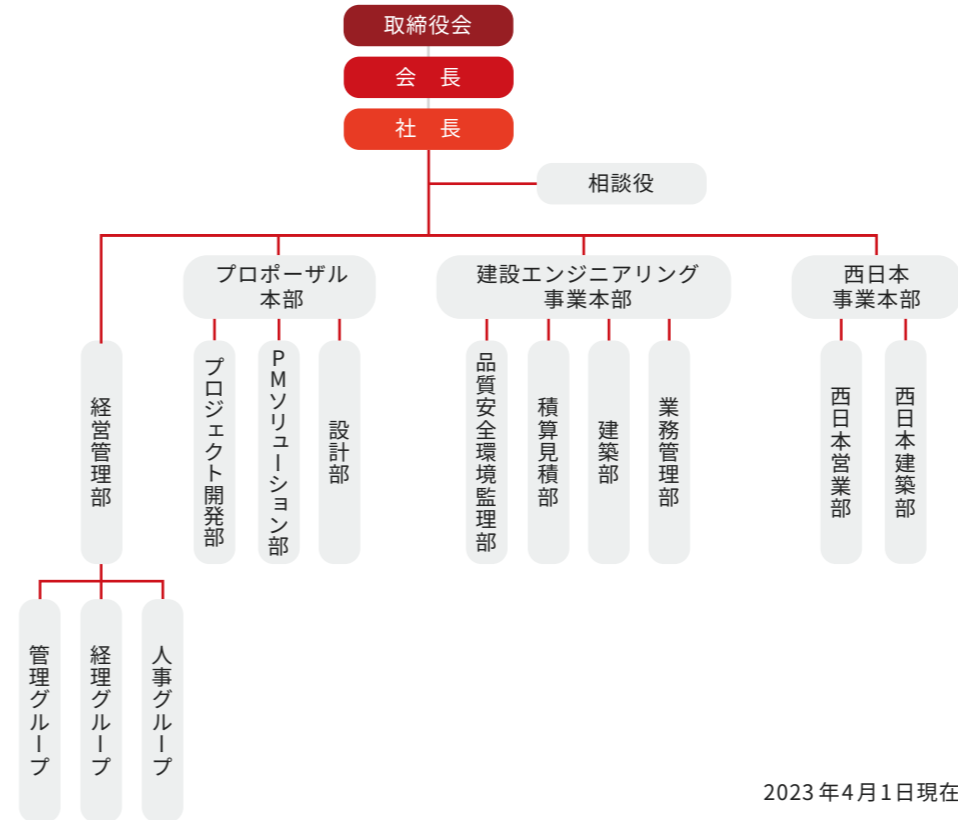 取締役会
会　長
社　長
相談役
プロポーザル
本部
建設エンジニアリング
事業本部
西日本
事業本部
経営管理部
プロジェクト開発部
PMソリューション部
設計部
品質安全環境監理部
積算見積部
建築部
業務管理部
西日本営業部
西日本建築部
管理グループ
経理グループ
人事グループ
2023年4月1日現在